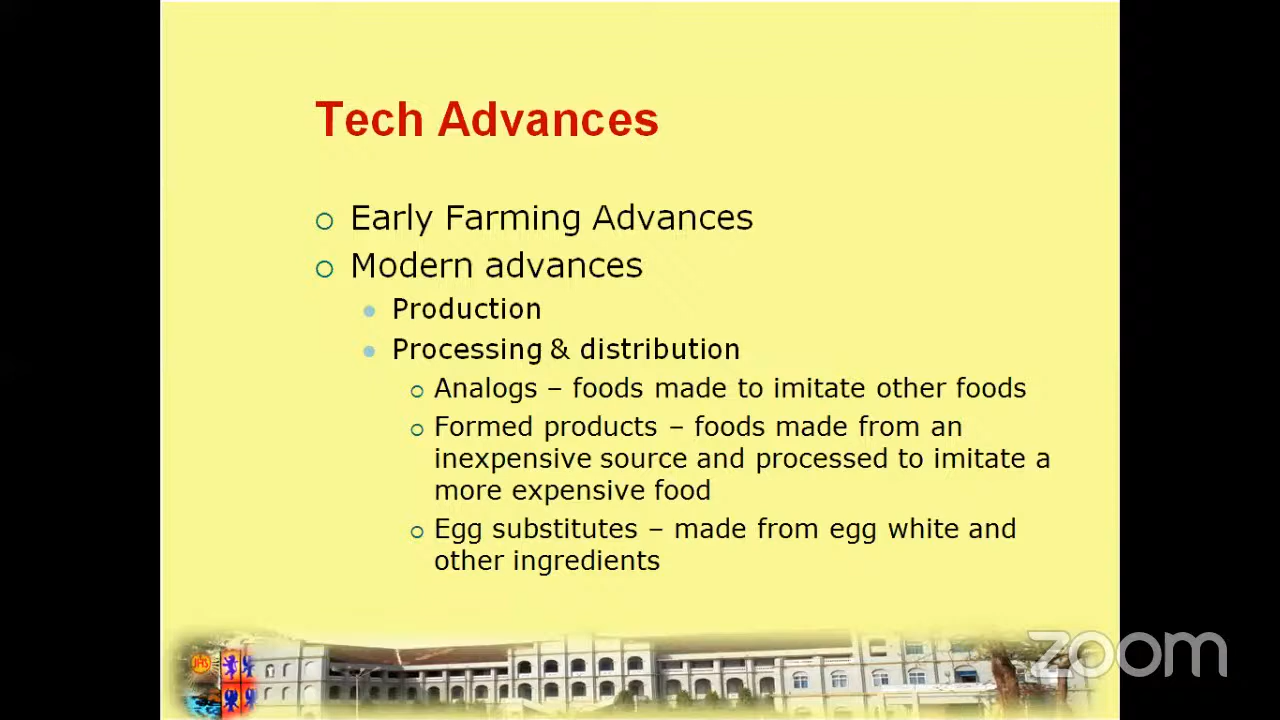 Tech Advances
Early Farming Advances
Modern advances
Production
Processing & distribution
Analogs – foods made to imitate other foods
Formed products – foods made from an
inexpensive source and processed to imitate a
more expensive food
Egg substitutes – made from egg white and
other ingredients
JHS
zoom